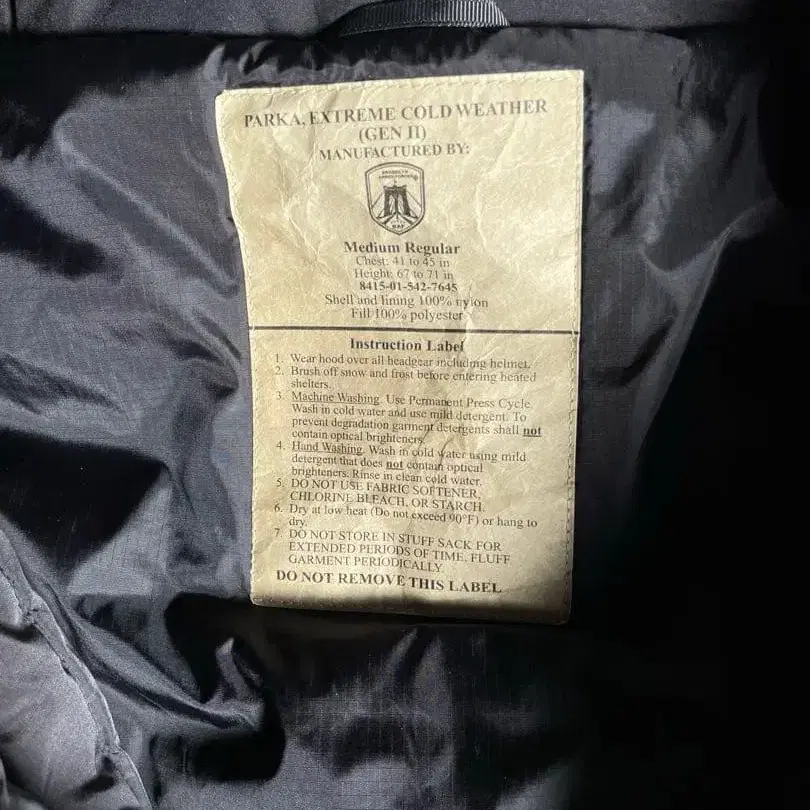 PARKA, EXTREME COLD WEATHER
(GEN II)
MANUFACTURED BY:
BROOKLYN
ARMED FORCES
BAF
Medium Regular
Chest: 41 to 45 in
Height: 67 to 71 in
8415-01-542-7645
Shell and lining 100% nylon
Fill 100% polyester
Instruction Label
1. Wear hood over all headgear including helmet.
2. Brush off snow and frost before entering heated
shelters.
3. Machine Washing. Use Permanent Press Cycle.
Wash in cold water and use mild detergent. To
prevent degradation garment detergents shall not
contain optical brighteners.
4. Hand Washing. Wash in cold water using mild
detergent that does not contain optical
brighteners. Rinse in clean cold water.
5. DO NOT USE FABRIC SOFTENER,
CHLORINE BLEACH, OR STARCH.
6. Dry at low heat (Do not exceed 90°F) or hang to
dry.
7. DO NOT STORE IN STUFF SACK FOR
EXTENDED PERIODS OF TIME. FLUFF
GARMENT PERIODICALLY.
DO NOT REMOVE THIS LABEL